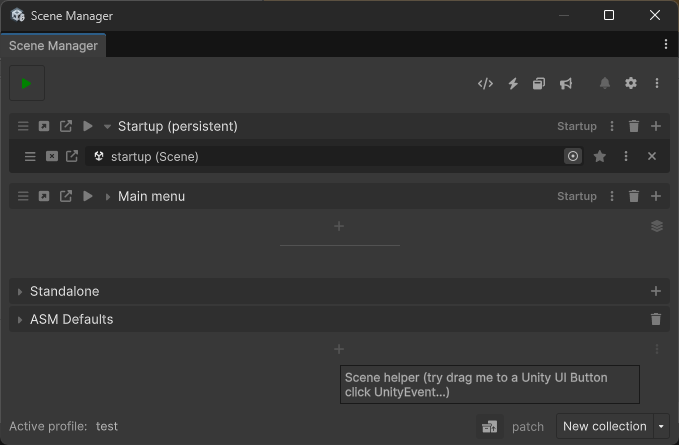 Scene Manager
Scene Manager
Startup (persistent)
Startup
startup (Scene)
Main menu
Startup
Standalone
ASM Defaults
Scene helper (try drag me to a Unity UI Button
click UnityEvent...)
Active profile: test
patch
New collection